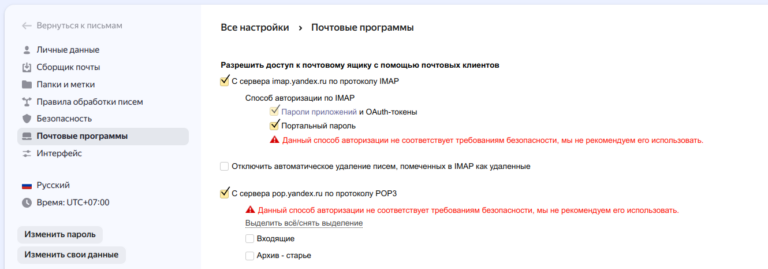 Вернуться к письмам
Личные данные
Сборщик почты
Папки и метки
Правила обработки писем
Безопасность
Почтовые программы
Интерфейс
Русский
Время: UTC+07:00
Изменить пароль
Изменить свои данные
Все настройки › Почтовые программы
Разрешить доступ к почтовому ящику с помощью почтовых клиентов
С сервера imap.yandex.ru по протоколу IMAP
Способ авторизации по IMAP
Пароли приложений и OAuth-токены
Портальный пароль
Данный способ авторизации не соответствует требованиям безопасности, мы не рекомендуем его использовать.
Отключить автоматическое удаление писем, помеченных в IMAP как удаленные
С сервера pop.yandex.ru по протоколу POP3
Данный способ авторизации не соответствует требованиям безопасности, мы не рекомендуем его использовать.
Выделить всё/снять выделение
Входящие
Архив - старье